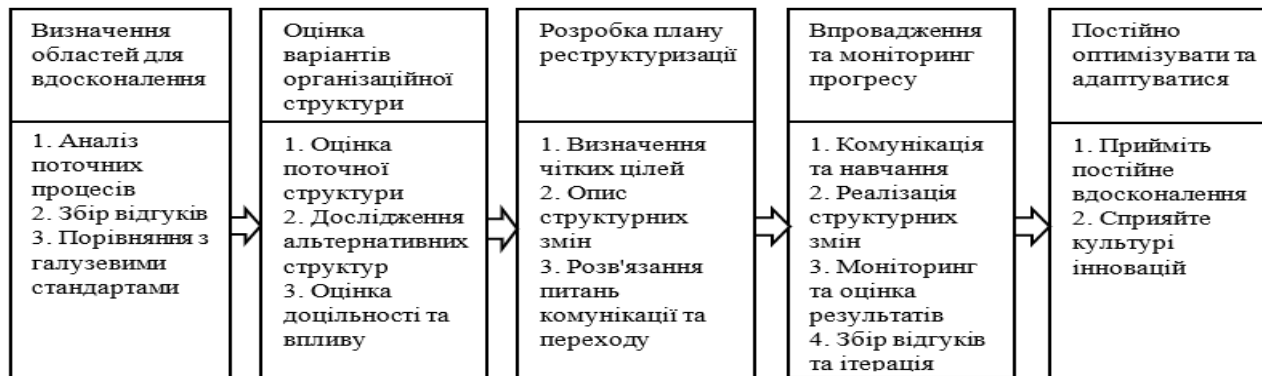 Визначення
областей для
вдосконалення
1. Аналіз
поточних
процесів
2. Збір відгуків
3. Порівняння з
галузевими
стандартами
Оцінка
варіантів
організаційної
структури
1. Оцінка
поточної
структури
2. Дослідження
альтернативних
структур
3. Оцінка
доцільності та
впливу
Розробка плану
реструктуризації
1. Визначення
чітких цілей
2. Опис
структурних
змін
3. Розв'язання
питань
комунікації та
переходу
Впровадження
та моніторинг
прогресу
1. Комунікація
та навчання
2. Реалізація
структурних
змін
3. Моніторинг
та оцінка
результатів
4. Збір відгуків
та ітерація
Постійно
оптимізувати та
адаптуватися
1. Прийміть
постійне
вдосконалення
2. Сприяйте
культурі
інновацій